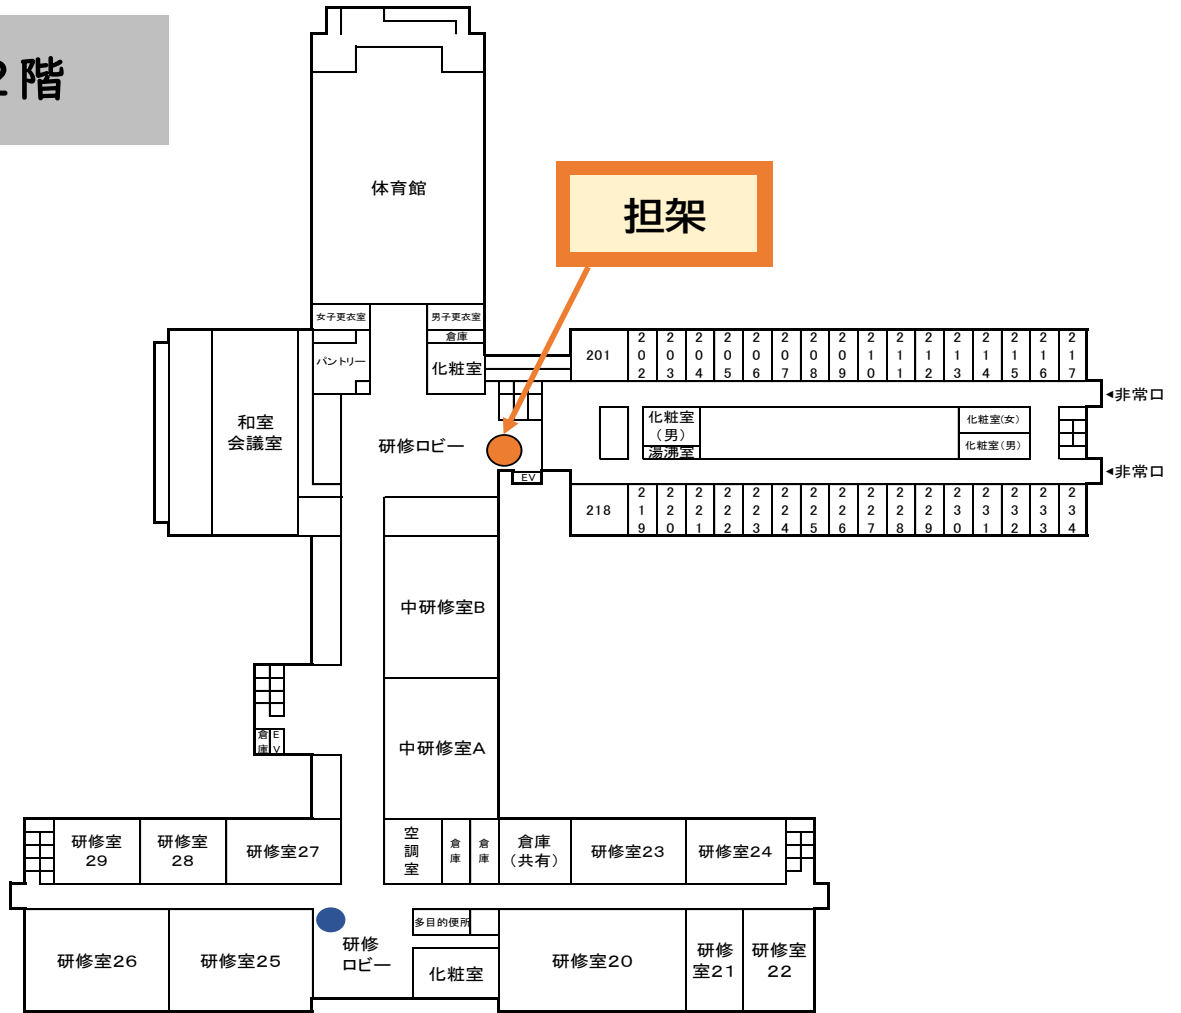 ２階
体育館
担架
女子更衣室
男子更衣室
倉庫
パントリー
化粧室
201
202
203
204
205
206
207
208
209
210
211
212
213
214
215
216
217
◂非常口
和室
会議室
研修ロビー
化粧室
（男）
湯沸室
化粧室(女)
化粧室（男）
◂非常口
EV
218
219
220
221
222
223
224
225
226
227
228
229
230
231
232
233
234
中研修室B
倉庫
EV
中研修室A
研修室
29
研修室
28
研修室27
空調室
倉庫
倉庫
倉庫
（共有）
研修室23
研修室24
多目的便所
研修室26
研修室25
研修
ロビー
化粧室
研修室20
研修
室21
研修室
22